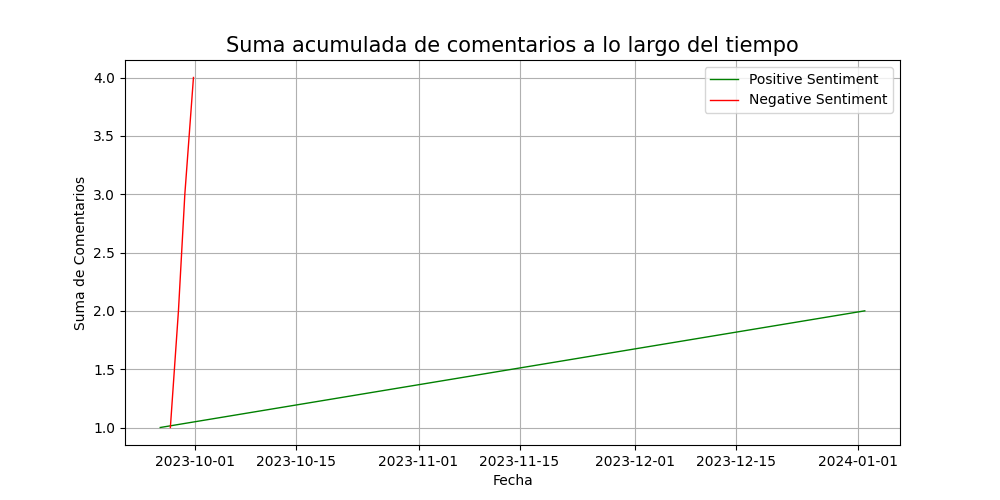 Suma acumulada de comentarios a lo largo del tiempo
Positive Sentiment
Negative Sentiment
4.0
3.5
3.0
2.5
2.0
1.5
1.0
Suma de Comentarios
2023-10-01 2023-10-15 2023-11-01 2023-11-15 2023-12-01 2023-12-15 2024-01-01
Fecha